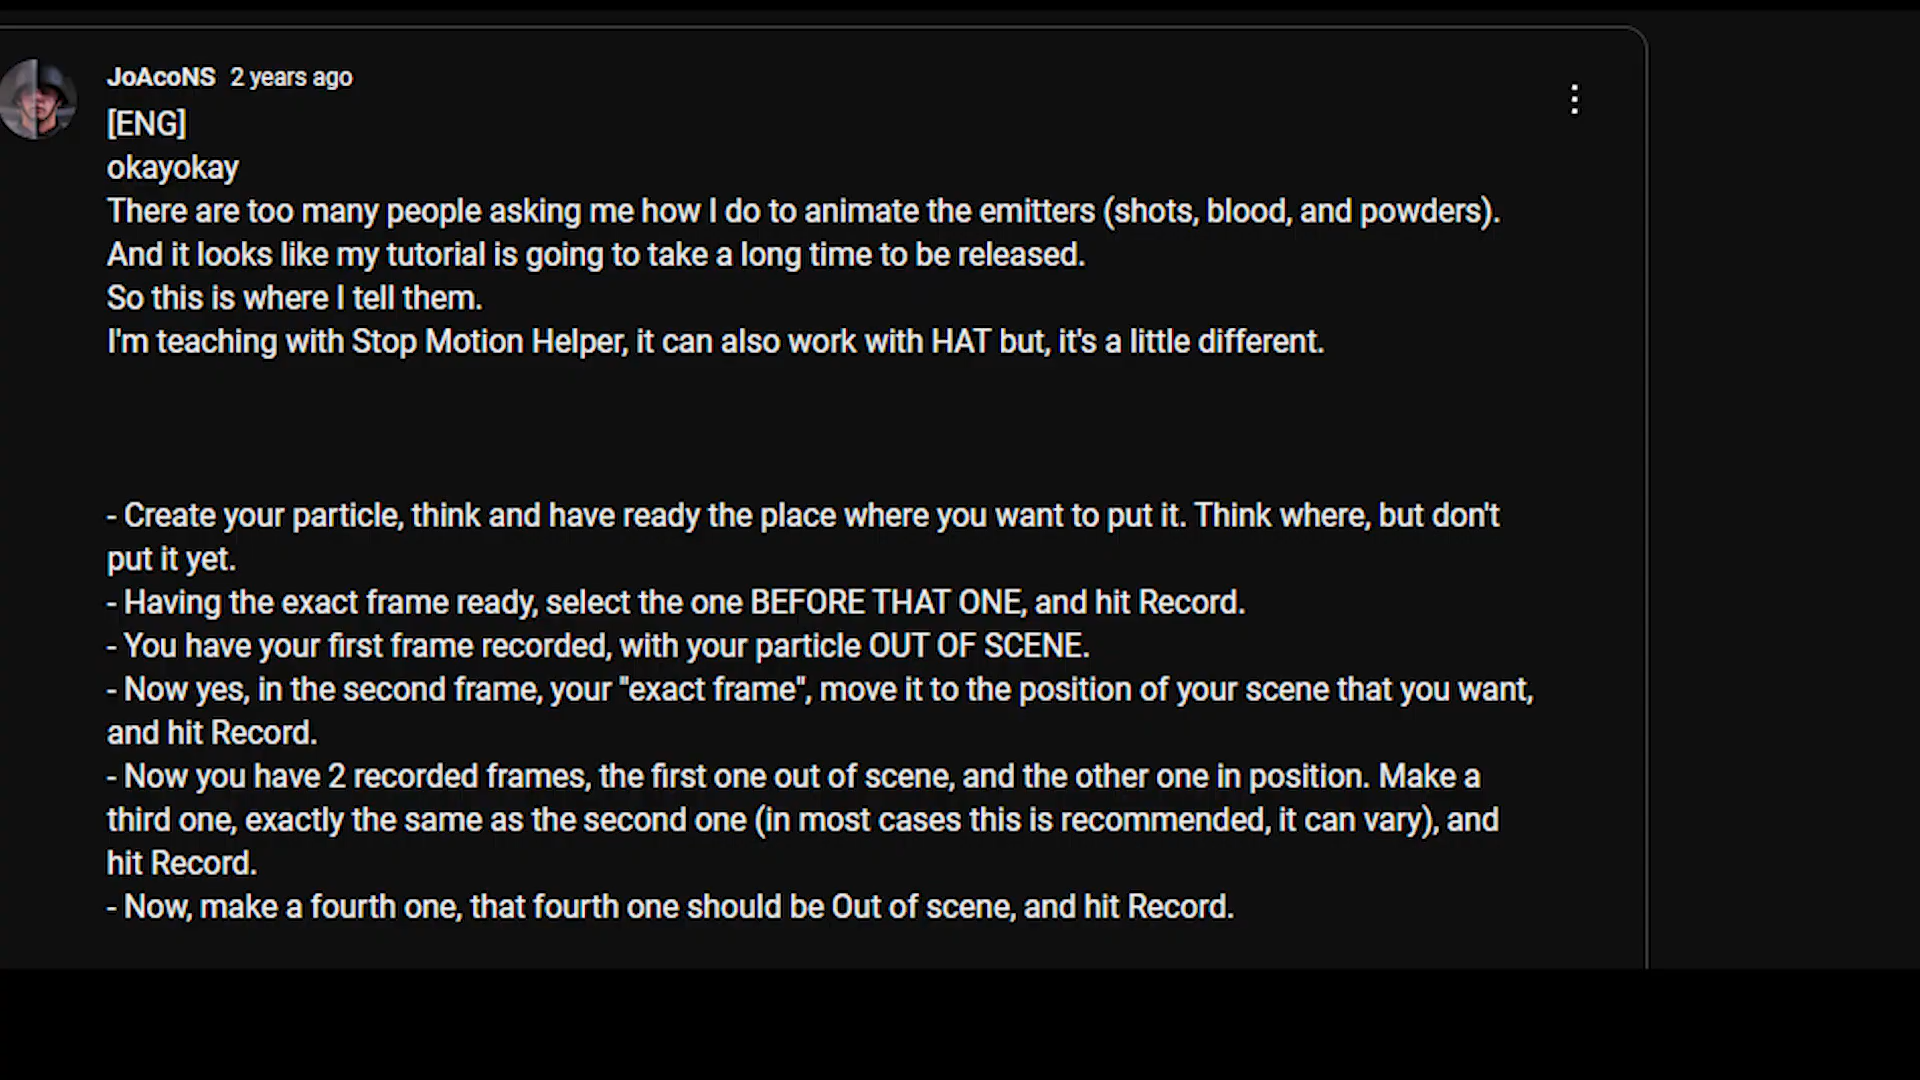 JoAcoNS 2 years ago
[ENG]
okayokay
There are too many people asking me how I do to animate the emitters (shots, blood, and powders).
And it looks like my tutorial is going to take a long time to be released.
So this is where I tell them.
I'm teaching with Stop Motion Helper, it can also work with HAT but, it's a little different.
- Create your particle, think and have ready the place where you want to put it. Think where, but don't
put it yet.
- Having the exact frame ready, select the one BEFORE THAT ONE, and hit Record.
- You have your first frame recorded, with your particle OUT OF SCENE.
- Now yes, in the second frame, your "exact frame", move it to the position of your scene that you want,
and hit Record.
- Now you have 2 recorded frames, the first one out of scene, and the other one in position. Make a
third one, exactly the same as the second one (in most cases this is recommended, it can vary), and
hit Record.
- Now, make a fourth one, that fourth one should be Out of scene, and hit Record.